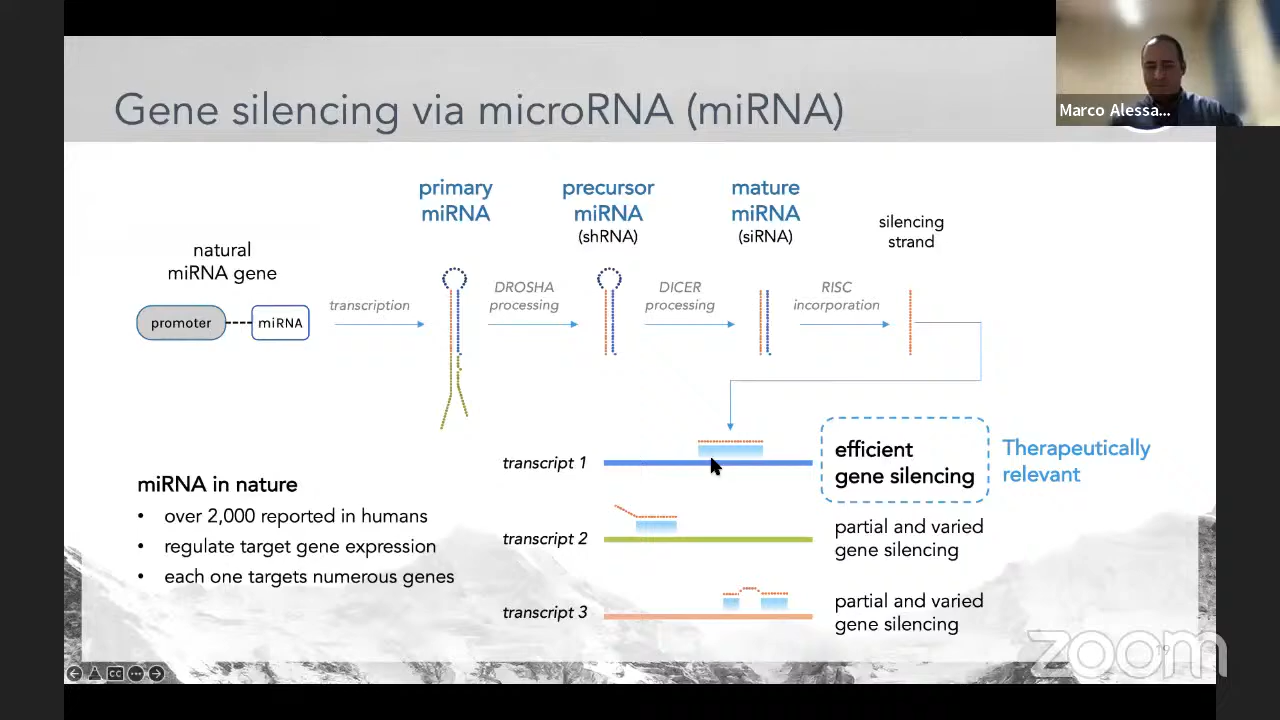 Gene silencing via microRNA (miRNA)
Marco Alessa...
primary
miRNA
precursor
miRNA
(shRNA)
mature
miRNA
(siRNA)
silencing
strand
natural
miRNA gene
promoter
miRNA
transcription
DROSHA
processing
DICER
processing
RISC
incorporation
transcript 1
efficient
gene silencing
Therapeutically
relevant
transcript 2
partial and varied
gene silencing
transcript 3
partial and varied
gene silencing
miRNA in nature
• over 2,000 reported in humans
• regulate target gene expression
• each one targets numerous genes
CC
zoom
19